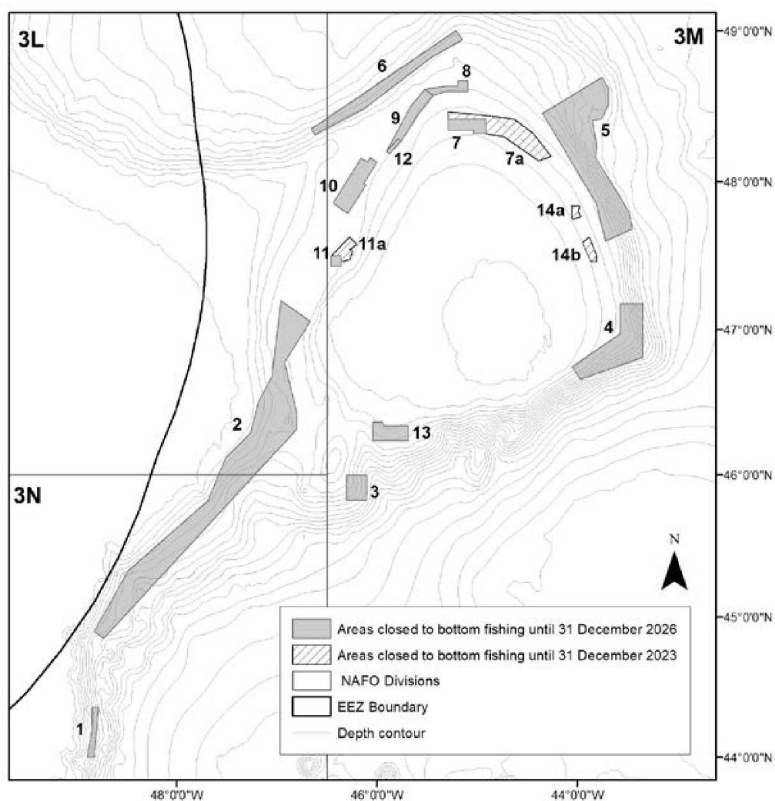 3L
3M
49°0'0"N
6
8
9
5
12
7
7a
10
48°0'0"N
14a
11
11a
14b
4
47°0'0"N
2
13
46°0'0"N
3N
3
N
45°0'0"N
Areas closed to bottom fishing until 31 December 2026
Areas closed to bottom fishing until 31 December 2023
NAFO Divisions
EEZ Boundary
Depth contour
1
44°0'0"N
48°0'0"W
46°0'0"W
44°0'0"W